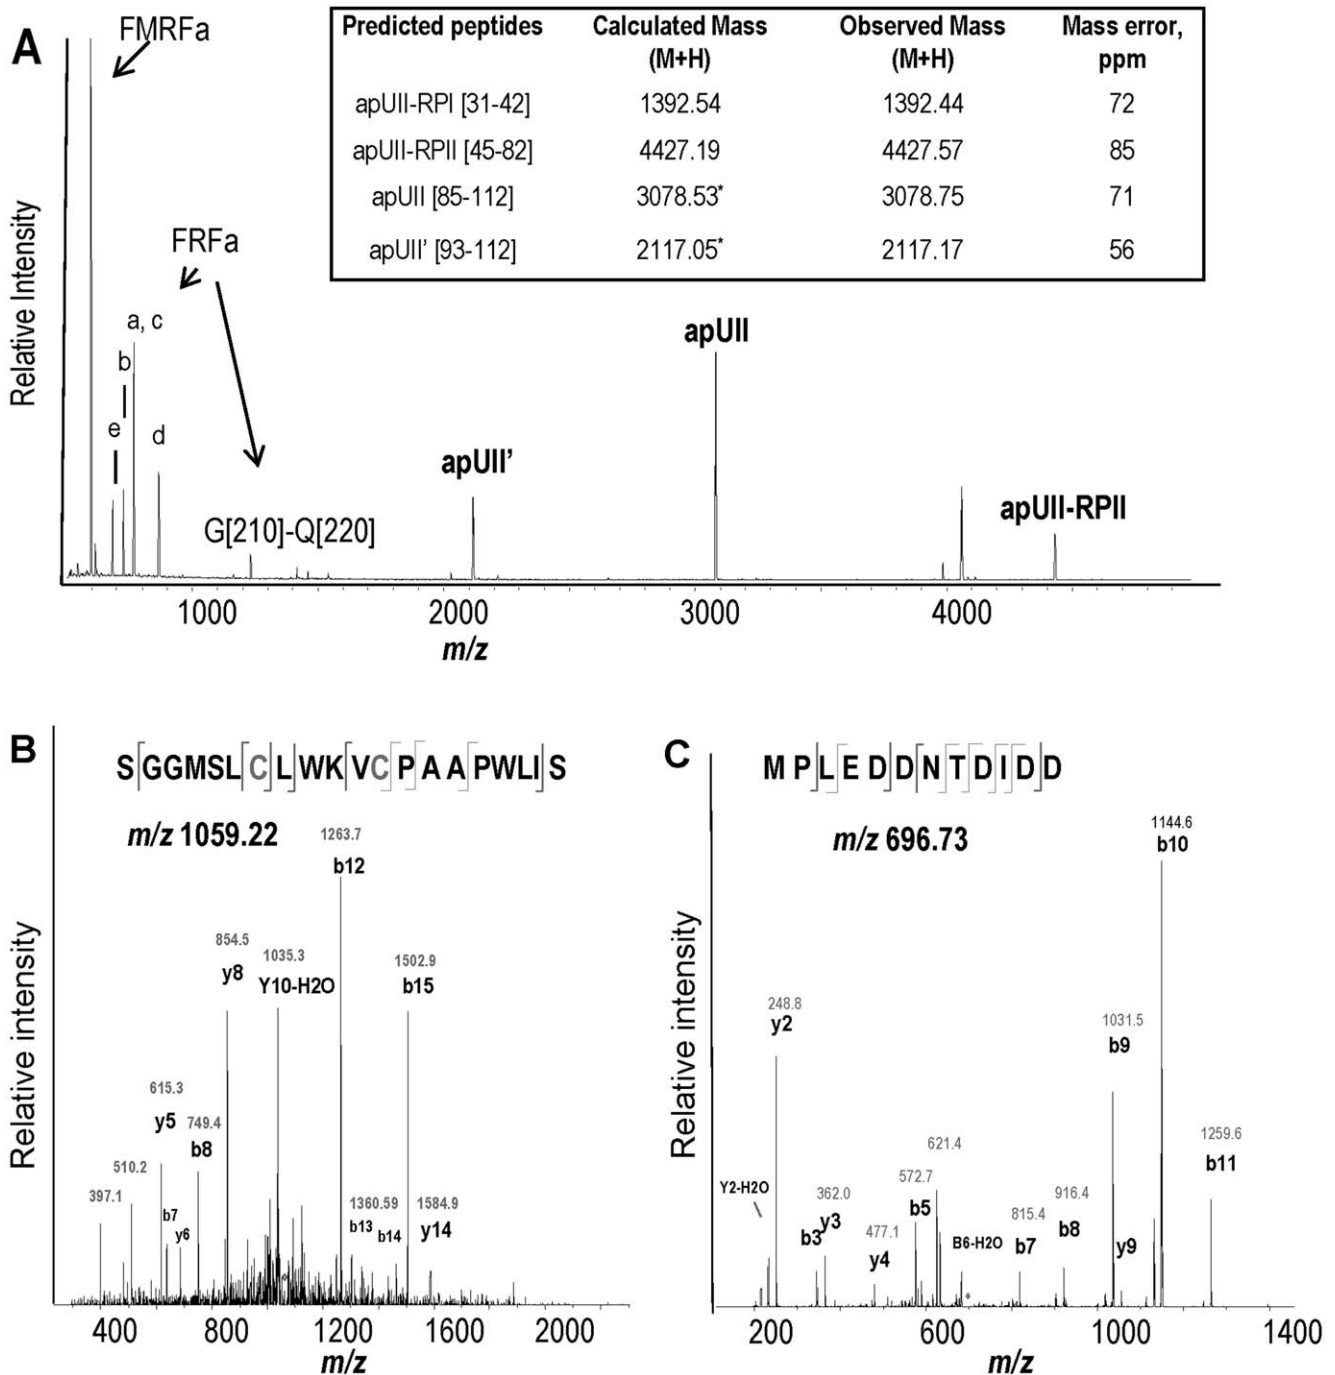 A
FMRFa
FRFa
a, c
b
e
d
G[210]-Q[220]
apUII'
apUII
apUII-RPII
Relative Intensity
1000 2000 3000 4000
m/z
Predicted peptides Calculated Mass (M+H) Observed Mass (M+H) Mass error, ppm
apUII-RPI [31-42] 1392.54 1392.44 72
apUII-RPII [45-82] 4427.19 4427.57 85
apUII [85-112] 3078.53* 3078.75 71
apUII' [93-112] 2117.05* 2117.17 56
B
SGGMSLCLWKVCPAAPWLIS
m/z 1059.22
1263.7
b12
854.5
y8
1035.3
Y10-H2O
1502.9
b15
615.3
y5
749.4
b8
510.2
397.1
b7
y6
1360.59
b13
b14
1584.9
y14
Relative intensity
400 800 1200 1600 2000
m/z
C
MPLEDDNTDIDD
m/z 696.73
1144.6
b10
248.8
y2
1031.5
b9
621.4
572.7
b5
1259.6
b11
Y2-H2O
362.0
b3
y3
477.1
y4
B6-H2O
815.4
b7
916.4
b8
y9
Relative intensity
200 600 1000 1400
m/z